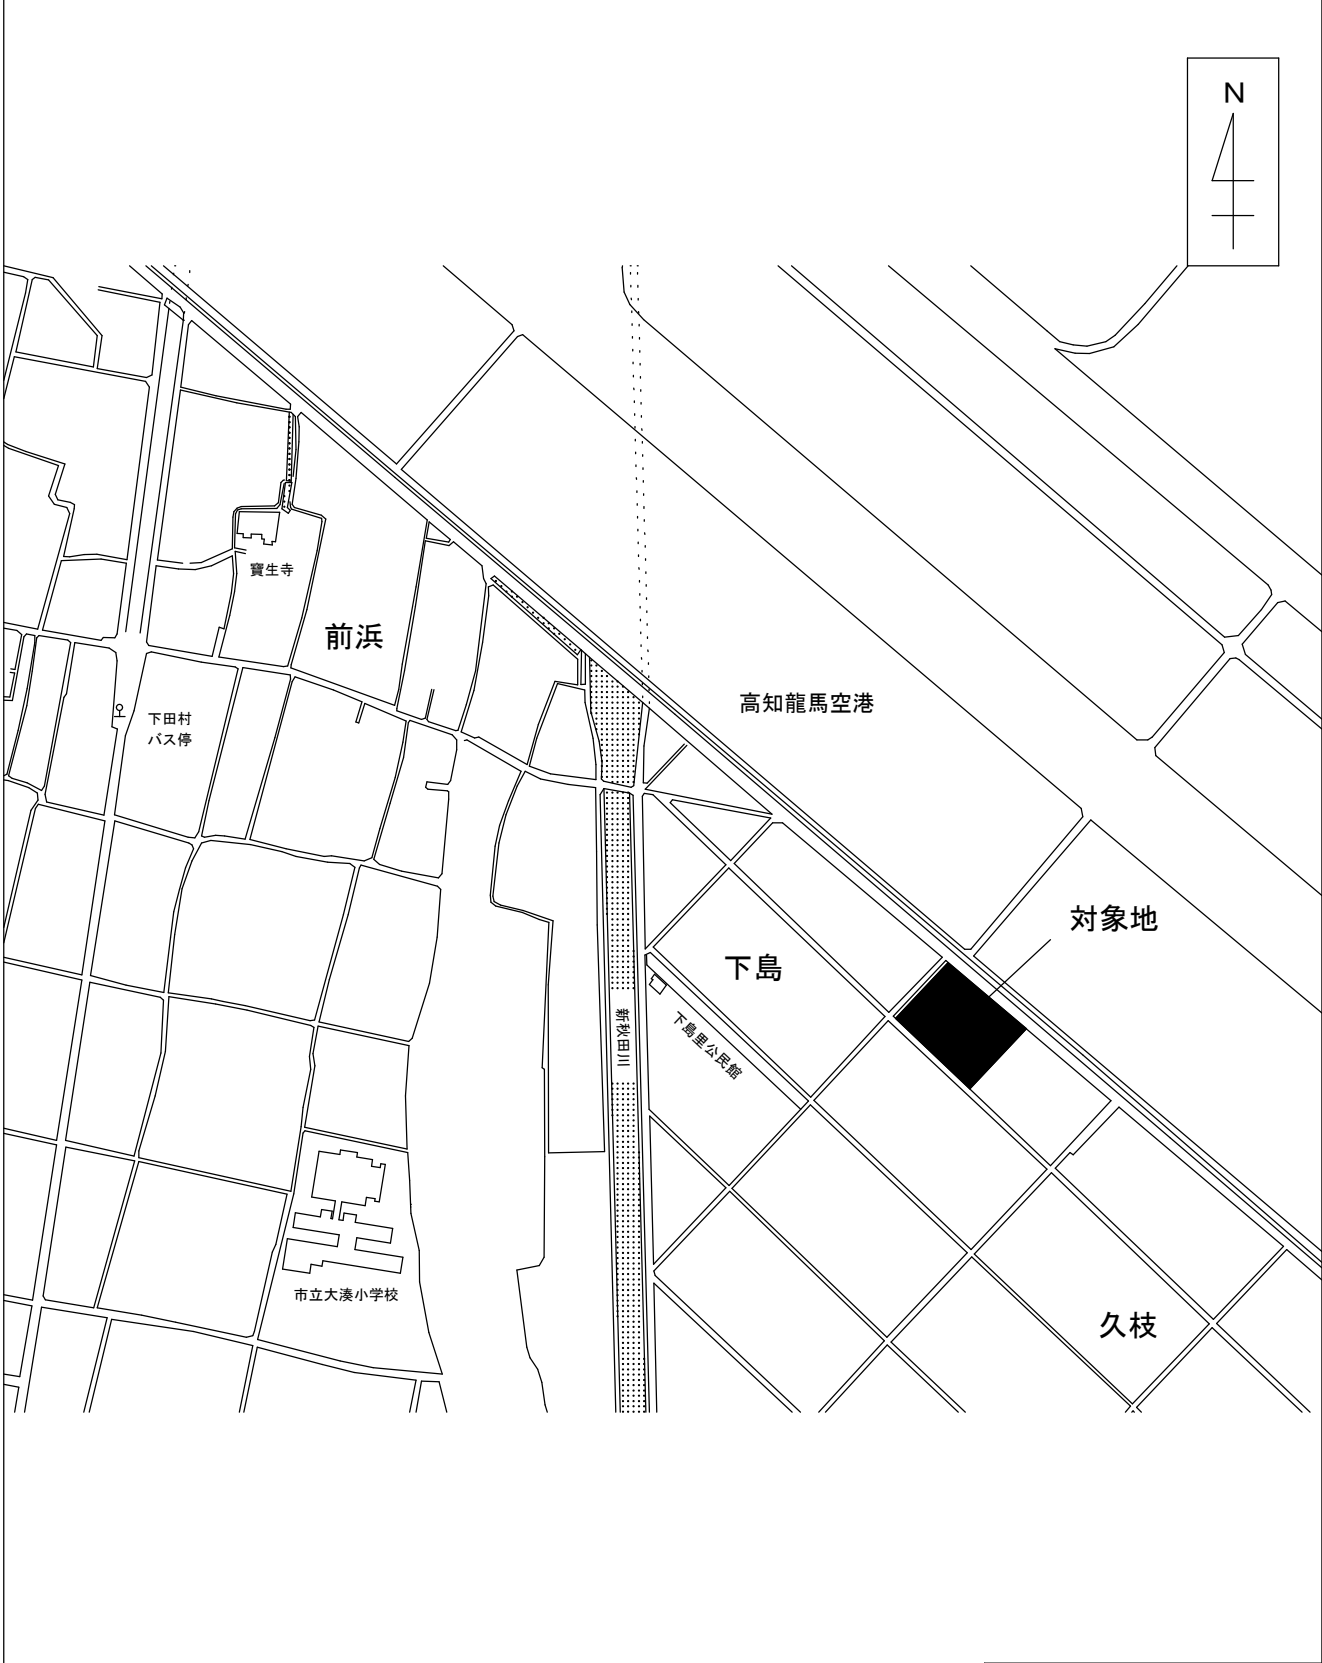 N
寶生寺
前浜
高知龍馬空港
下田村
バス停
対象地
下島
新秋田川
下島里公民館
市立大湊小学校
久枝